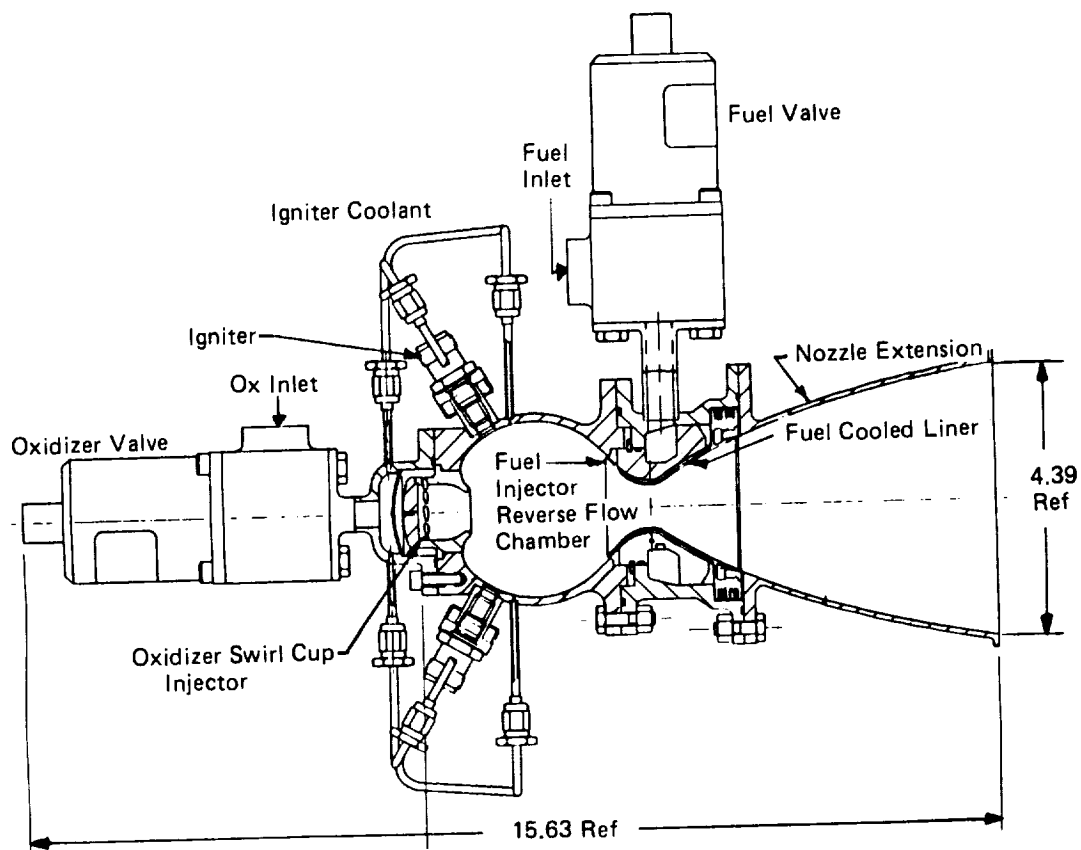 Fuel Valve
Fuel
Inlet
Igniter Coolant
Igniter
Ox Inlet
Oxidizer Valve
Nozzle Extension
Fuel Cooled Liner
Fuel
Injector
Reverse Flow
Chamber
4.39
Ref
Oxidizer Swirl Cup
Injector
15.63 Ref